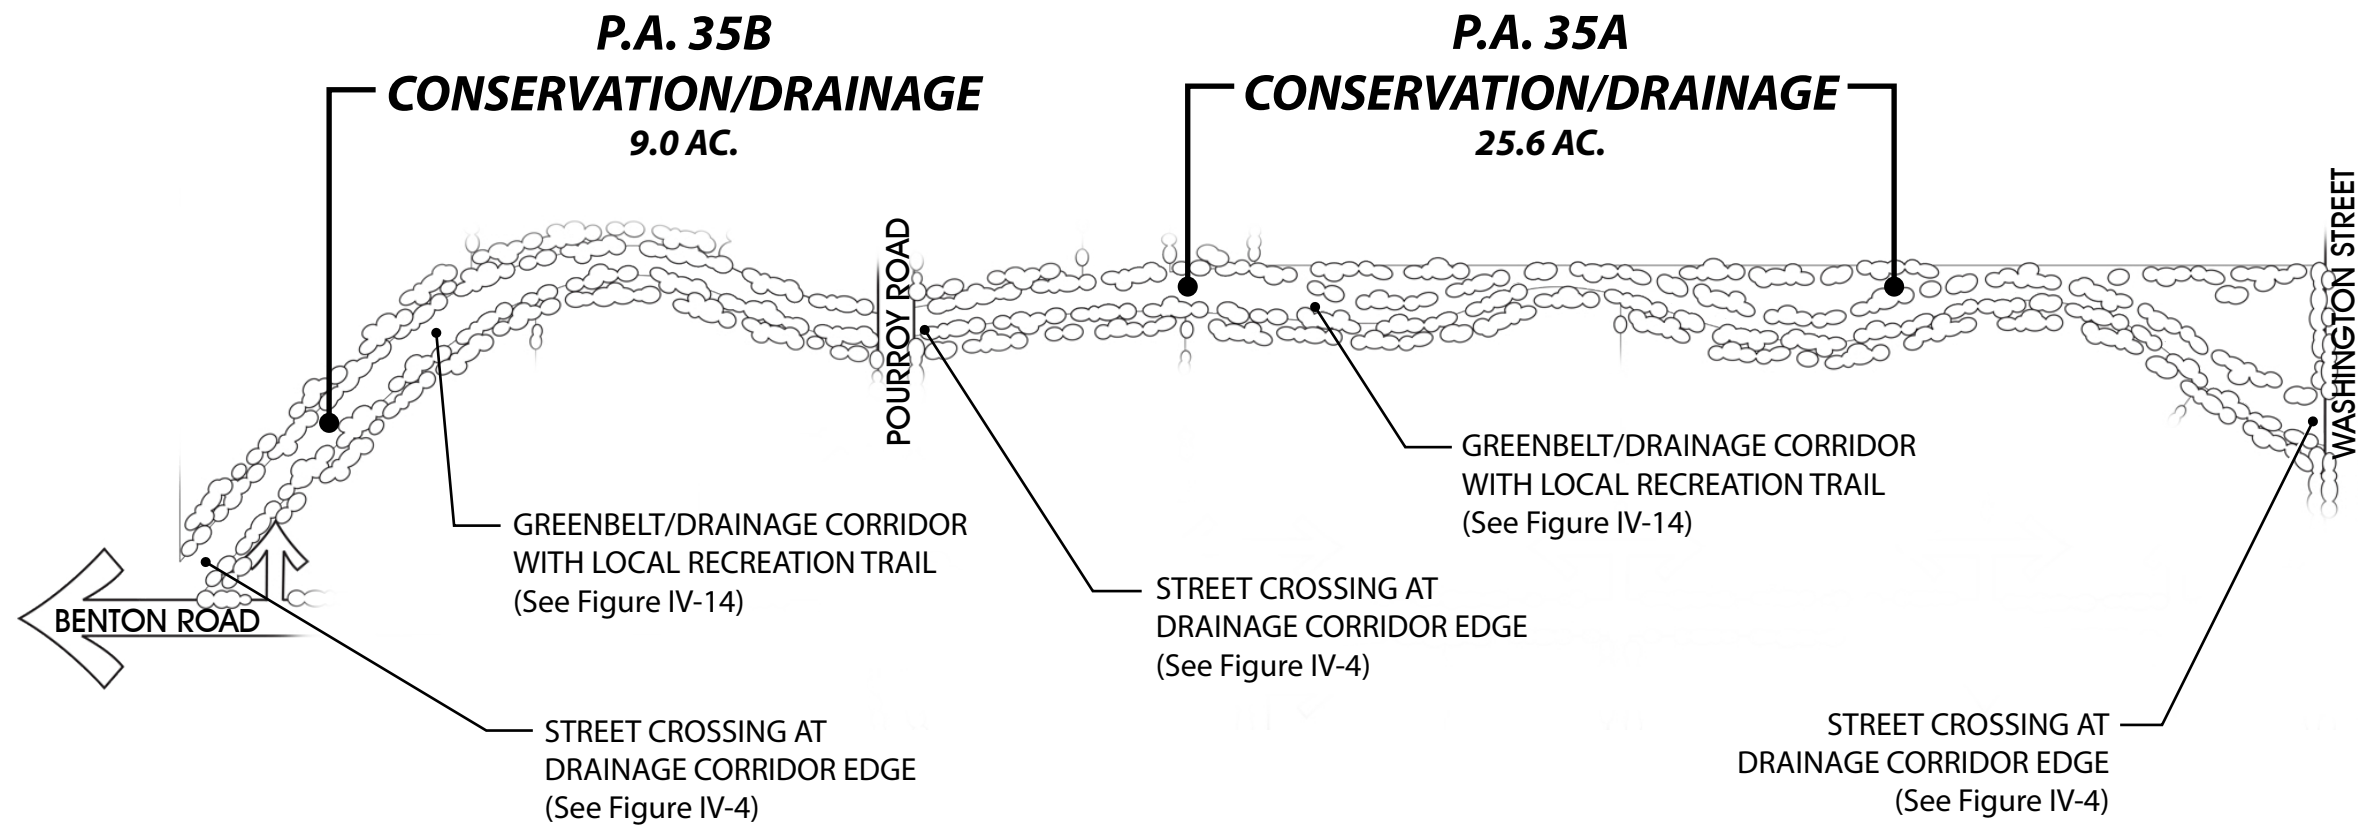 P.A. 35B
CONSERVATION/DRAINAGE
9.0 AC.
P.A. 35A
CONSERVATION/DRAINAGE
25.6 AC.
POURROY ROAD
WASHINGTON STREET
GREENBELT/DRAINAGE CORRIDOR
WITH LOCAL RECREATION TRAIL
(See Figure IV-14)
GREENBELT/DRAINAGE CORRIDOR
WITH LOCAL RECREATION TRAIL
(See Figure IV-14)
BENTON ROAD
STREET CROSSING AT
DRAINAGE CORRIDOR EDGE
(See Figure IV-4)
STREET CROSSING AT
DRAINAGE CORRIDOR EDGE
(See Figure IV-4)
STREET CROSSING AT
DRAINAGE CORRIDOR EDGE
(See Figure IV-4)